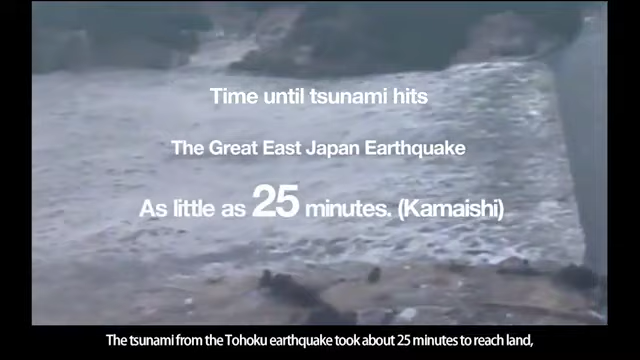 Time until tsunami hits
The Great East Japan Earthquake
As little as 25 minutes. (Kamaishi)
The tsunami from the Tohoku earthquake took about 25 minutes to reach land,